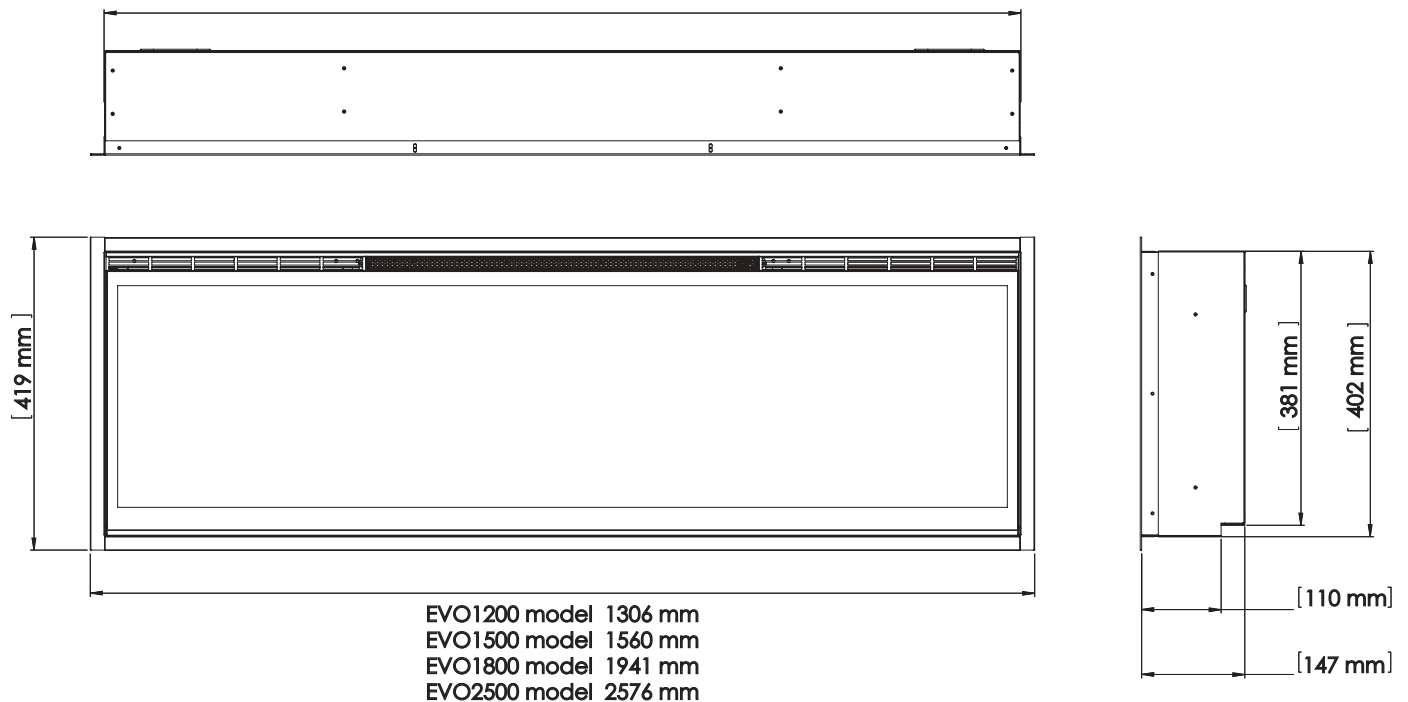 [ 419 mm ]
[ 381 mm ]
[ 402 mm ]
[110 mm]
EVO1200 model 1306 mm
EVO1500 model 1560 mm
EVO1800 model 1941 mm
[147 mm]
EVO2500 model 2576 mm